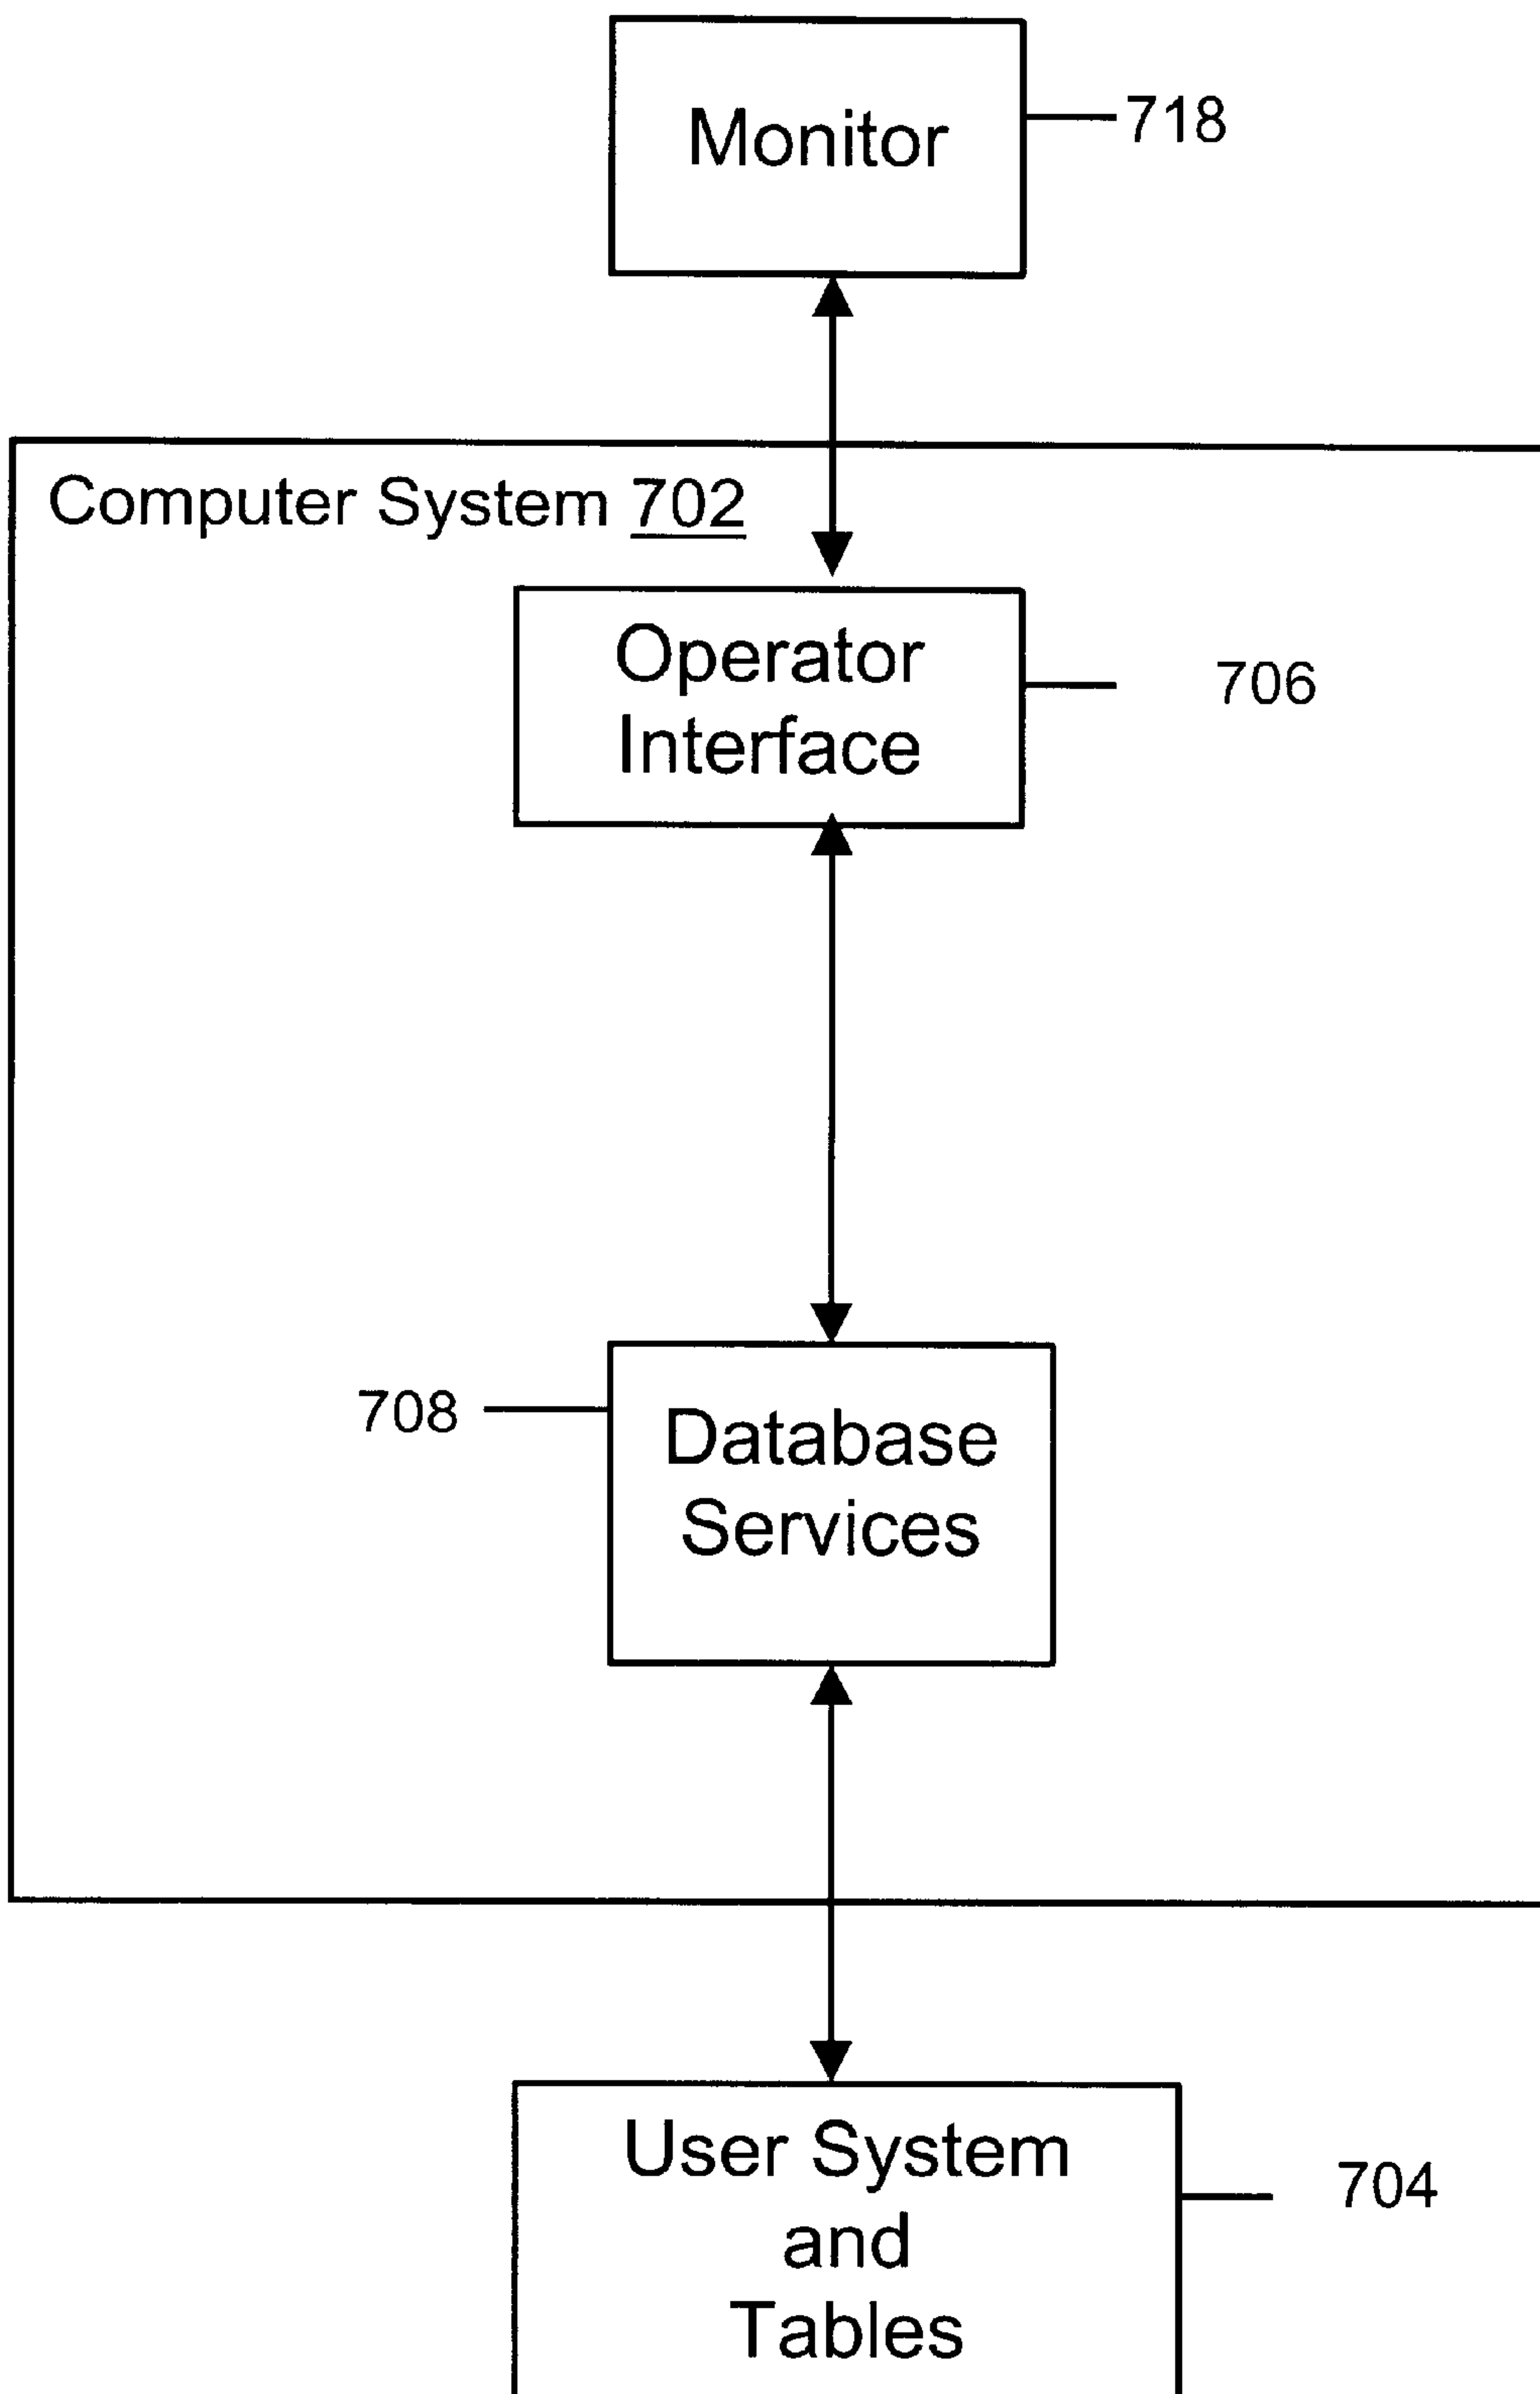 Monitor
718
Computer System 702
Operator
Interface
706
708
Database
Services
User System
and
Tables
704